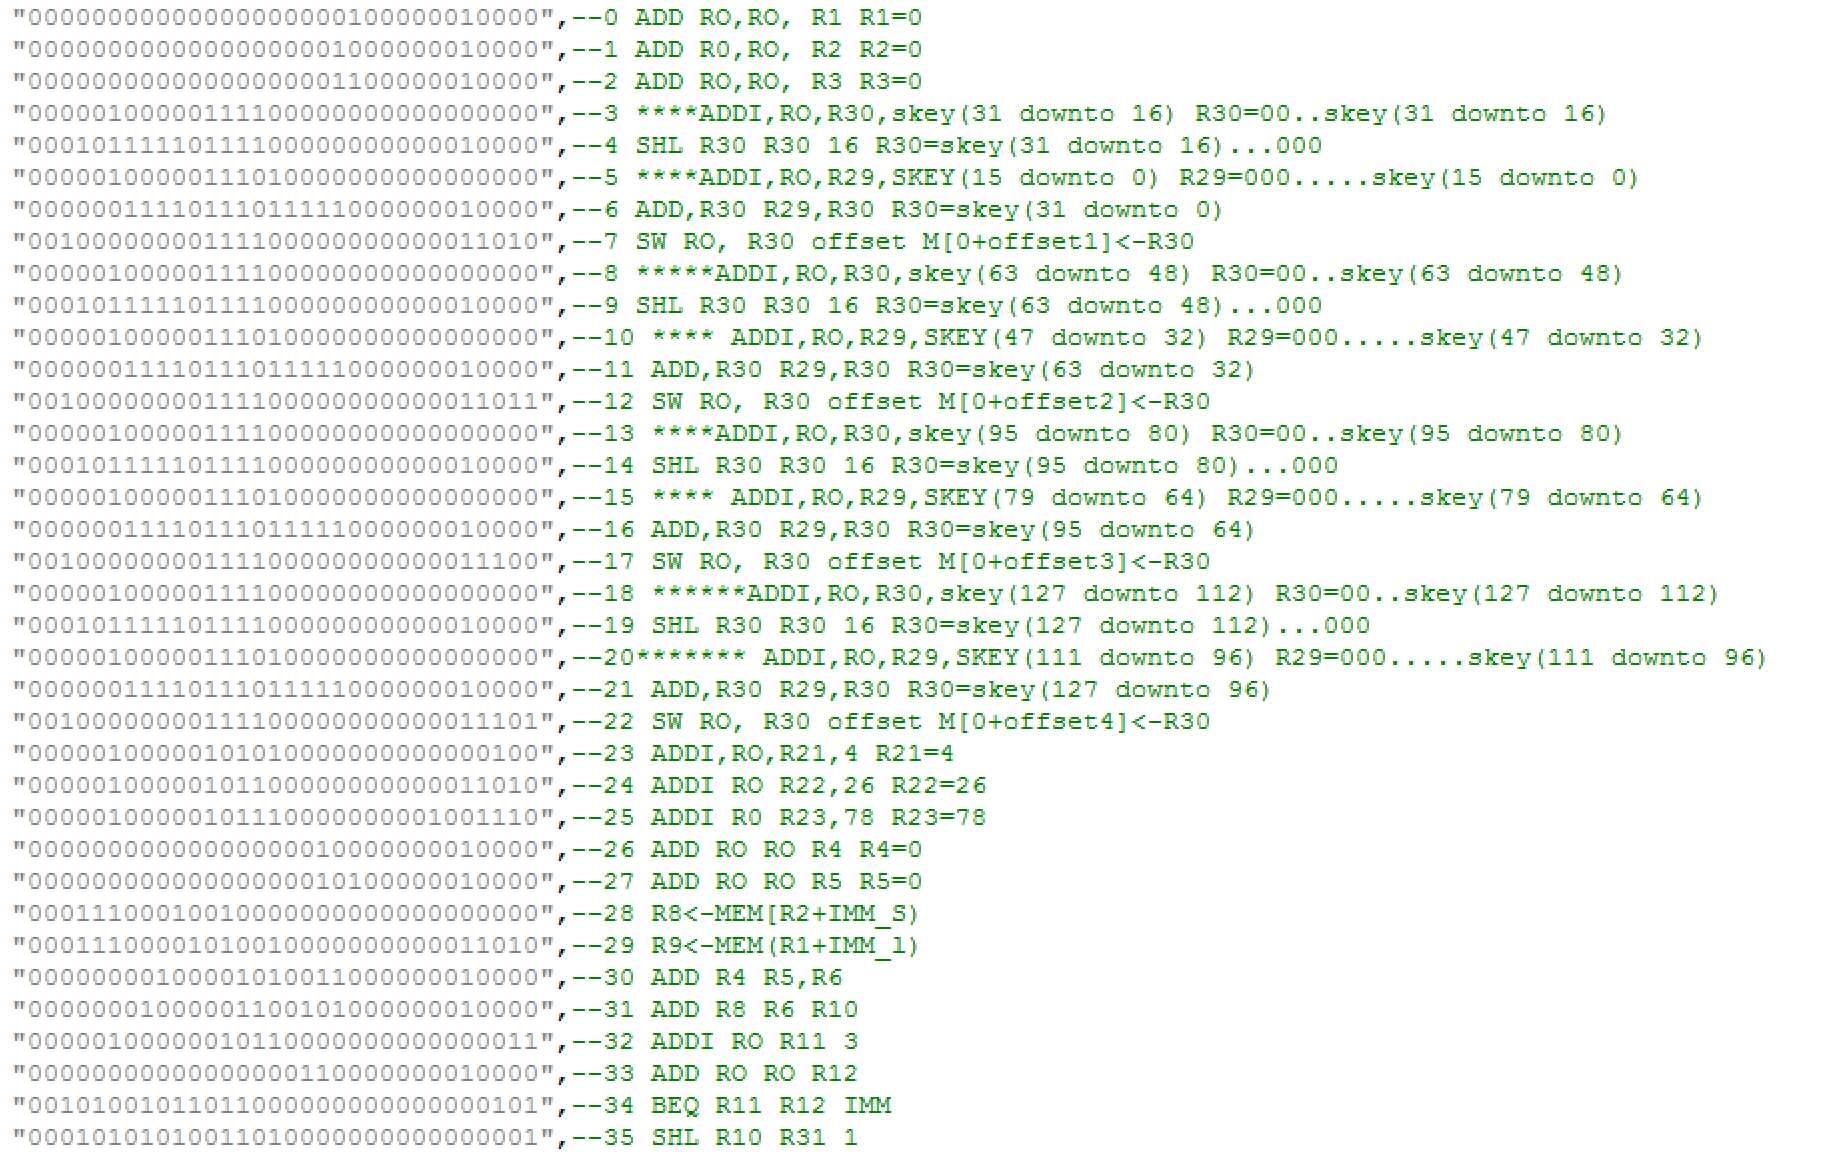 "00000000000000000000100000010000",--0 ADD RO,RO, R1 R1=0
"00000000000000000001000000010000",--1 ADD R0,RO, R2 R2=0
"00000000000000000001100000010000",--2 ADD RO,RO, R3 R3=0
"00000100000111100000000000000000",--3 ****ADDI,RO,R30,skey(31 downto 16) R30=00..skey(31 downto 16)
"00010111110111100000000000010000",--4 SHL R30 R30 16 R30=skey(31 downto 16)...000
"00000100000111010000000000000000",--5 ****ADDI,RO,R29,SKEY(15 downto 0) R29=000.....skey(15 downto 0)
"00000011110111011111000000010000",--6 ADD,R30 R29,R30 R30=skey(31 downto 0)
"00100000000111100000000000011010",--7 SW RO, R30 offset M[0+offset1]<-R30
"00000100000111100000000000000000",--8 *****ADDI,RO,R30,skey(63 downto 48) R30=00..skey(63 downto 48)
"00010111110111100000000000010000",--9 SHL R30 R30 16 R30=skey(63 downto 48)...000
"00000100000111010000000000000000",--10 **** ADDI,RO,R29,SKEY(47 downto 32) R29=000.....skey(47 downto 32)
"00000011110111011111000000010000",--11 ADD,R30 R29,R30 R30=skey(63 downto 32)
"00100000000111100000000000011011",--12 SW RO, R30 offset M[0+offset2]<-R30
"00000100000111100000000000000000",--13 ****ADDI,RO,R30,skey(95 downto 80) R30=00..skey(95 downto 80)
"00010111110111100000000000010000",--14 SHL R30 R30 16 R30=skey(95 downto 80)...000
"00000100000111010000000000000000",--15 **** ADDI,RO,R29,SKEY(79 downto 64) R29=000.....skey(79 downto 64)
"00000011110111011111000000010000",--16 ADD,R30 R29,R30 R30=skey(95 downto 64)
"00100000000111100000000000011100",--17 SW RO, R30 offset M[0+offset3]<-R30
"00000100000111100000000000000000",--18 ******ADDI,RO,R30,skey(127 downto 112) R30=00..skey(127 downto 112)
"00010111110111100000000000010000",--19 SHL R30 R30 16 R30=skey(127 downto 112)...000
"00000100000111010000000000000000",--20******* ADDI,RO,R29,SKEY(111 downto 96) R29=000.....skey(111 downto 96)
"00000011110111011111000000010000",--21 ADD,R30 R29,R30 R30=skey(127 downto 96)
"00100000000111100000000000011101",--22 SW RO, R30 offset M[0+offset4]<-R30
"00000100000101010000000000000100",--23 ADDI,RO,R21,4 R21=4
"00000100000101100000000000011010",--24 ADDI RO R22,26 R22=26
"00000100000101110000000001001110",--25 ADDI R0 R23,78 R23=78
"00000000000000000010000000010000",--26 ADD RO RO R4 R4=0
"00000000000000000010100000010000",--27 ADD RO RO R5 R5=0
"00011100010010000000000000000000",--28 R8<-MEM[R2+IMM_S)
"00011100001010010000000000011010",--29 R9<-MEM(R1+IMM_l)
"00000000100001010011000000010000",--30 ADD R4 R5,R6
"00000001000001100101000000010000",--31 ADD R8 R6 R10
"00000100000010110000000000000011",--32 ADDI RO R11 3
"00000000000000000110000000010000",--33 ADD RO RO R12
"00101001011011000000000000000101",--34 BEQ R11 R12 IMM
"00010101010011010000000000000001",--35 SHL R10 R31 1